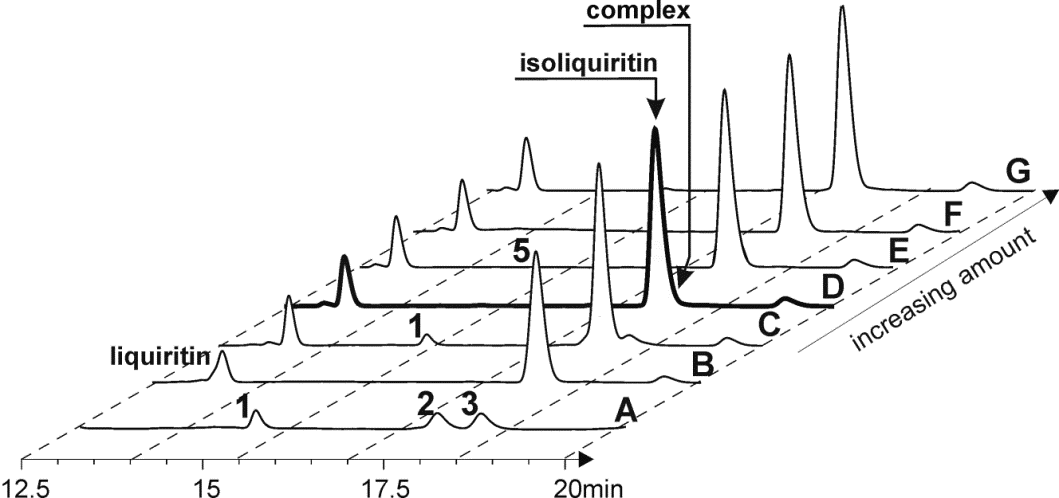 complex
isoliquiritin
G
F
5
E
D
increasing amount
1
C
liquiritin
B
1
2
3
A
12.5
15
17.5
20min